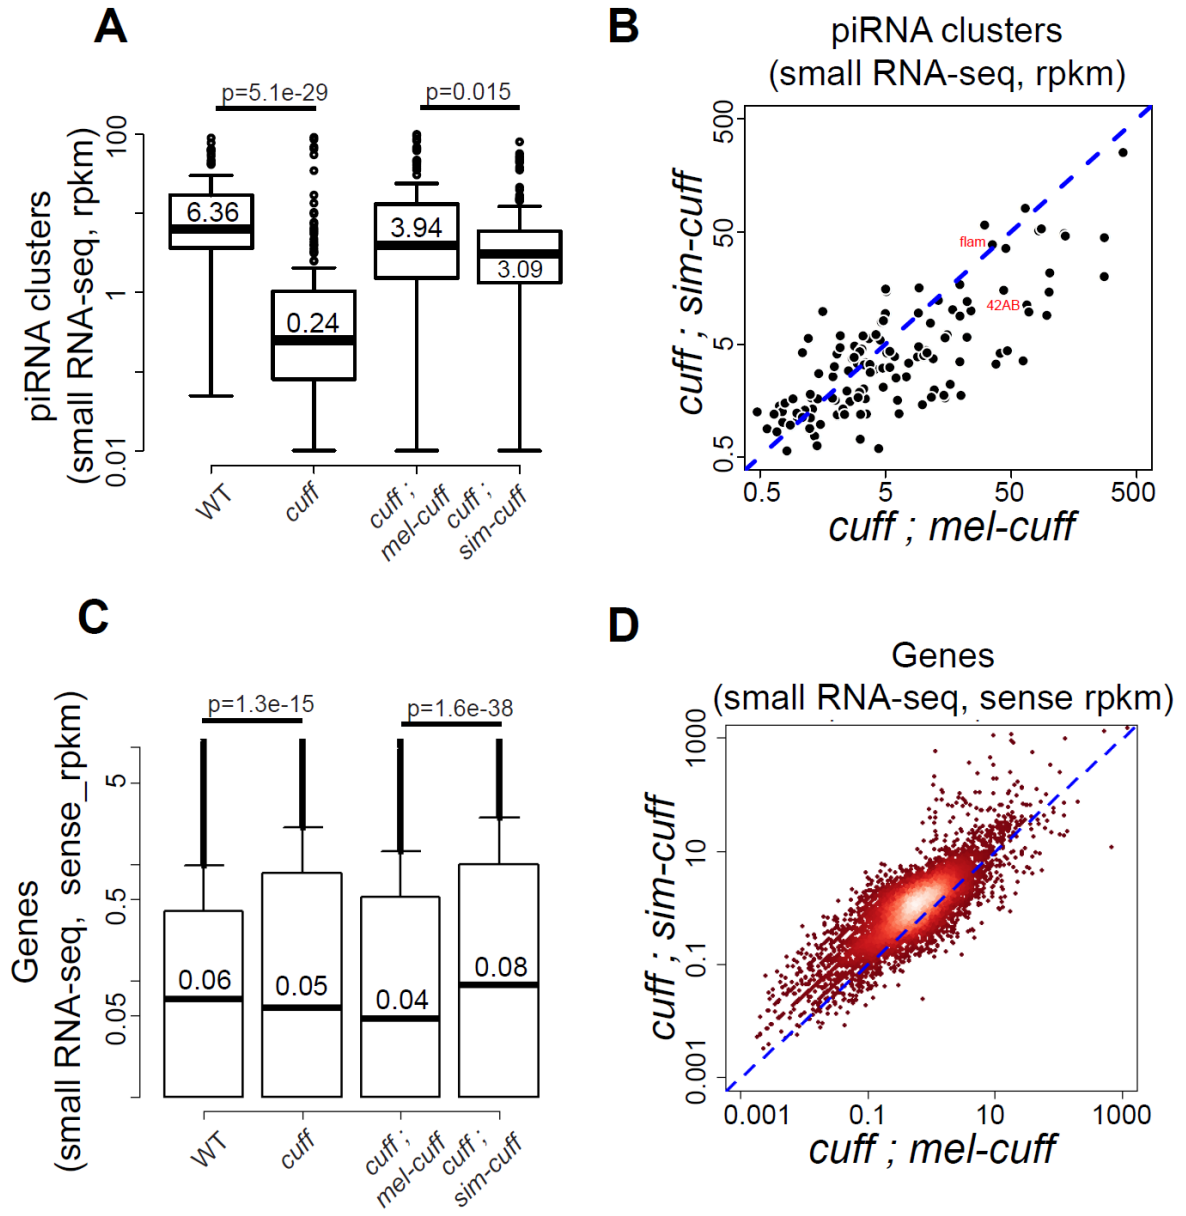 A
piRNA clusters
(small RNA-seq, rpkm)
100
1
0.01
p=5.1e-29
p=0.015
6.36
0.24
3.94
3.09
WT
cuff
cuff ;
mel-cuff
cuff ;
sim-cuff
B
piRNA clusters
(small RNA-seq, rpkm)
cuff ; sim-cuff
500
50
5
0.5
flam
42AB
0.5
5
50
500
cuff ; mel-cuff
C
Genes
(small RNA-seq, sense_rpkm)
5
0.5
0.05
p=1.3e-15
p=1.6e-38
0.06
0.05
0.04
0.08
WT
cuff
cuff ;
mel-cuff
cuff ;
sim-cuff
D
Genes
(small RNA-seq, sense rpkm)
cuff ; sim-cuff
1000
10
0.1
0.001
0.001
0.1
10
1000
cuff ; mel-cuff